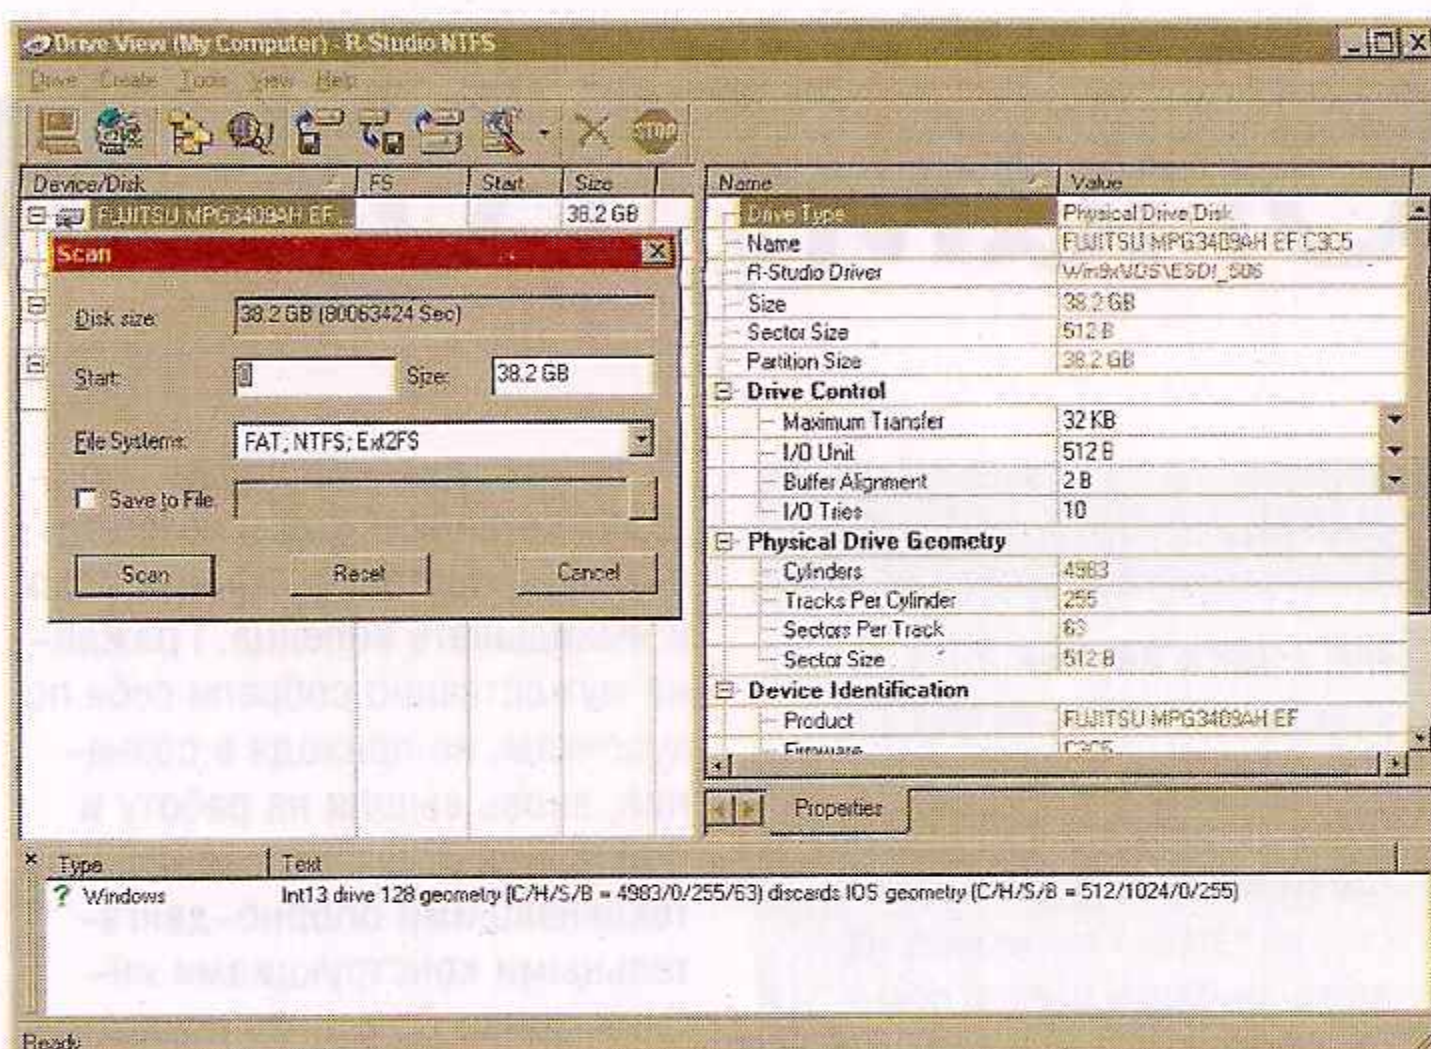 Drive View (My Computer) - R-Studio NTFS
Drive Create Tools View Help
STOP
Device/Disk FS Start Size
FUJITSU MPG3409AH EF... 38.2 GB
Scan
Disk size: 38.2 GB (80063424 Sec)
Start: 0 Size: 38.2 GB
File Systems: FAT; NTFS; Ext2FS
Save to File
Scan Reset Cancel
Name Value
Drive Type Physical Drive;Disk
Name FUJITSU MPG3409AH EF C3C5
R-Studio Driver Win9x\IOS\ESDI_506
Size 38.2 GB
Sector Size 512 B
Partition Size 38.2 GB
Drive Control
Maximum Transfer 32 KB
I/O Unit 512 B
Buffer Alignment 2 B
I/O Tries 10
Physical Drive Geometry
Cylinders 4983
Tracks Per Cylinder 255
Sectors Per Track 63
Sector Size 512 B
Device Identification
Product FUJITSU MPG3409AH EF
Firmware C3C5
Properties
Type Text
? Windows Int13 drive 128 geometry (C/H/S/B = 4983/0/255/63) discards IOS geometry (C/H/S/B = 512/1024/0/255)
Ready